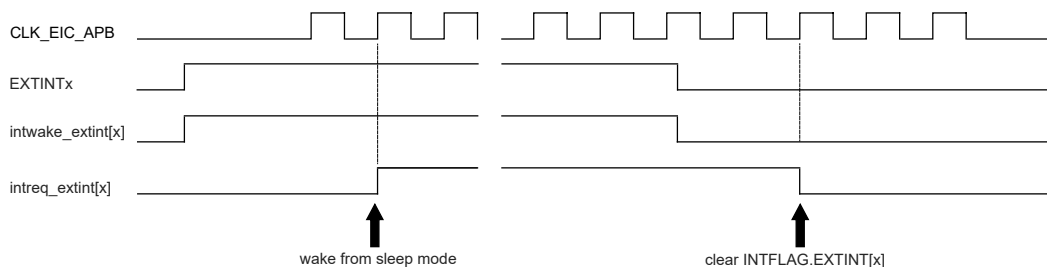 CLK_EIC_APB
EXTINTx
intwake_extint[x]
intreq_extint[x]
wake from sleep mode
clear INTFLAG.EXTINT[x]